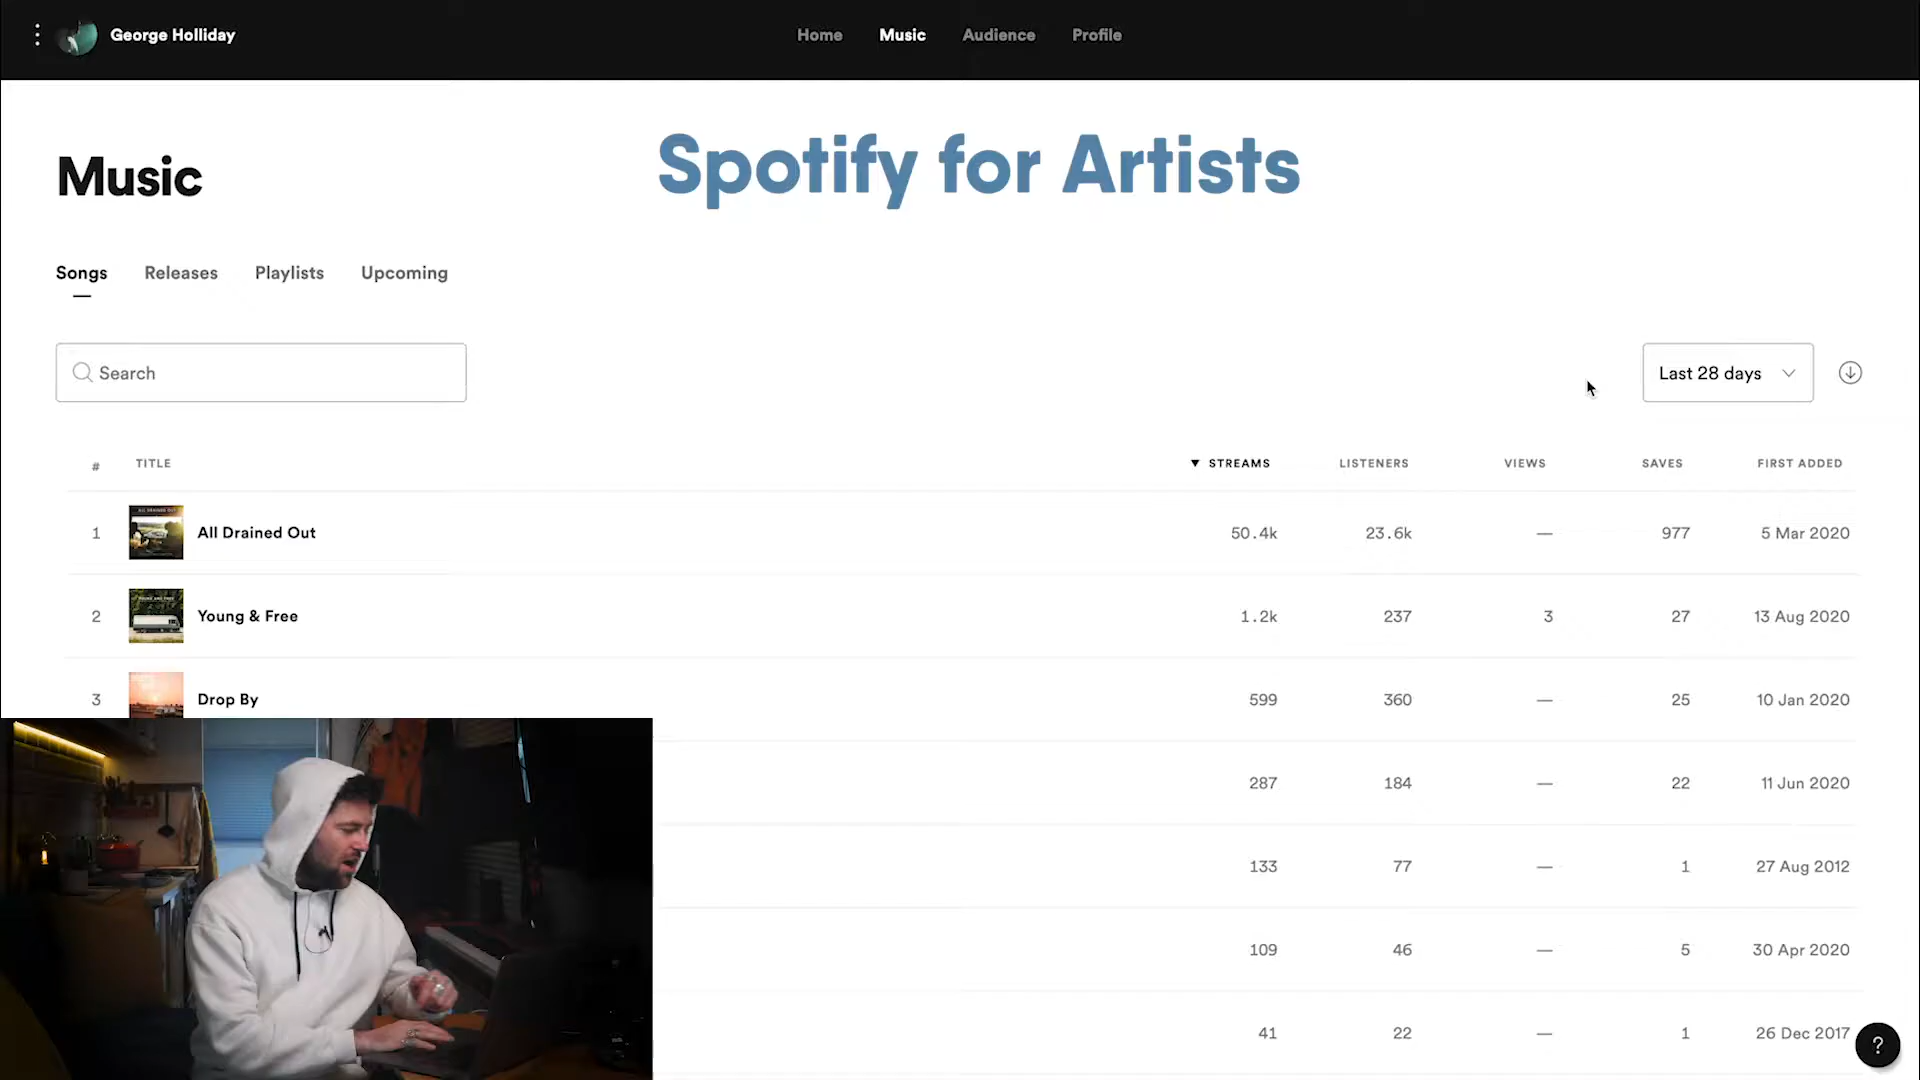 George Holliday
Home Music Audience Profile
Spotify for Artists
Music
Songs Releases Playlists Upcoming
Search
Last 28 days
# TITLE ▼ STREAMS LISTENERS VIEWS SAVES FIRST ADDED
1 All Drained Out 50.4k 23.6k — 977 5 Mar 2020
2 Young & Free 1.2k 237 3 27 13 Aug 2020
3 Drop By 599 360 — 25 10 Jan 2020
287 184 — 22 11 Jun 2020
133 77 — 1 27 Aug 2012
109 46 — 5 30 Apr 2020
41 22 — 1 26 Dec 2017
?